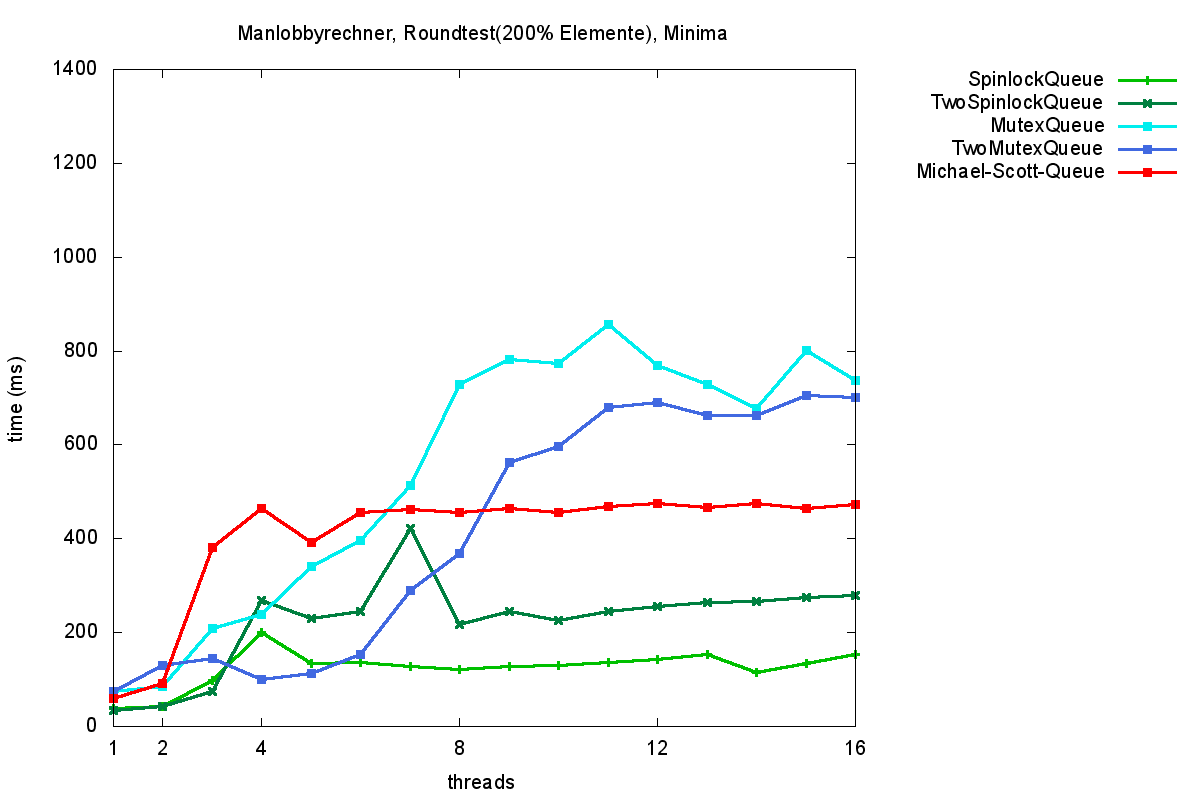 Manlobbyrechner, Roundtest(200% Elemente), Minima
1400
1200
1000
800
600
400
200
0
time (ms)
1 2 4 8 12 16
threads
SpinlockQueue
TwoSpinlockQueue
MutexQueue
TwoMutexQueue
Michael-Scott-Queue